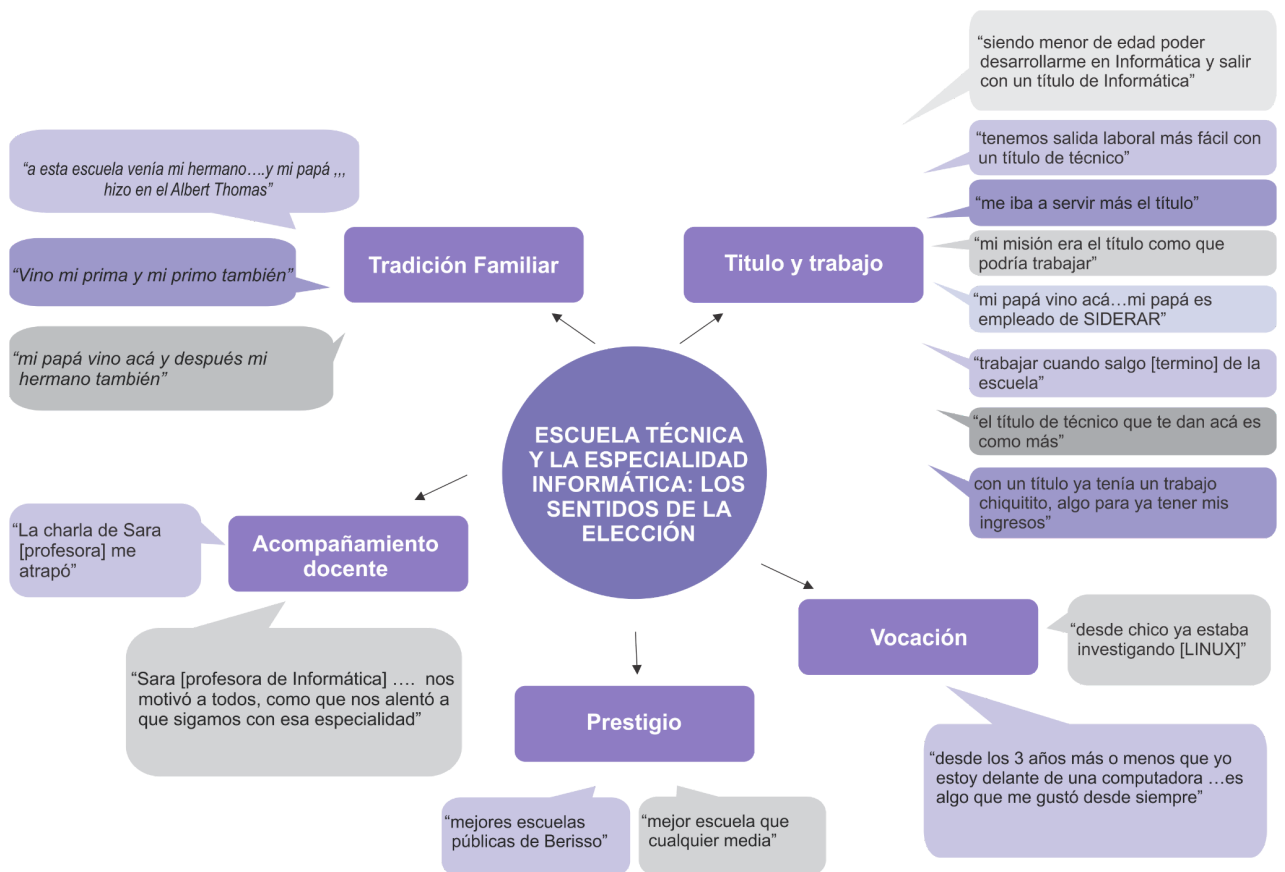 “siendo menor de edad poder
desarrollarme en Informática y salir
con un título de Informática”
“a esta escuela venía mi hermano….y mi papá ,,,
hizo en el Albert Thomas”
“tenemos salida laboral más fácil con
un título de técnico”
“me iba a servir más el título”
“Vino mi prima y mi primo también”
Tradición Familiar
Titulo y trabajo
“mi misión era el título como que
podría trabajar”
“mi papá vino acá…mi papá es
empleado de SIDERAR”
“mi papá vino acá y después mi
hermano también”
“trabajar cuando salgo [termino] de la
escuela”
“el título de técnico que te dan acá es
como más”
con un título ya tenía un trabajo
chiquitito, algo para ya tener mis
ingresos”
ESCUELA TÉCNICA
Y LA ESPECIALIDAD
INFORMÁTICA: LOS
SENTIDOS DE LA
ELECCIÓN
“La charla de Sara
[profesora] me
atrapó”
Acompañamiento
docente
“Sara [profesora de Informática] …. nos
motivó a todos, como que nos alentó a
que sigamos con esa especialidad”
Vocación
“desde chico ya estaba
investigando [LINUX]”
“desde los 3 años más o menos que yo
estoy delante de una computadora …es
algo que me gustó desde siempre”
Prestigio
“mejores escuelas
públicas de Berisso”
“mejor escuela que
cualquier media”